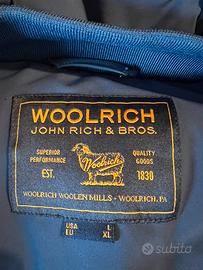 WOOLRICH
JOHN RICH & BROS.
SUPERIOR PERFORMANCE
QUALITY GOODS
Woolrich
EST. 1830
WOOLRICH WOOLEN MILLS - WOOLRICH, PA
USA L
EU XL
subito